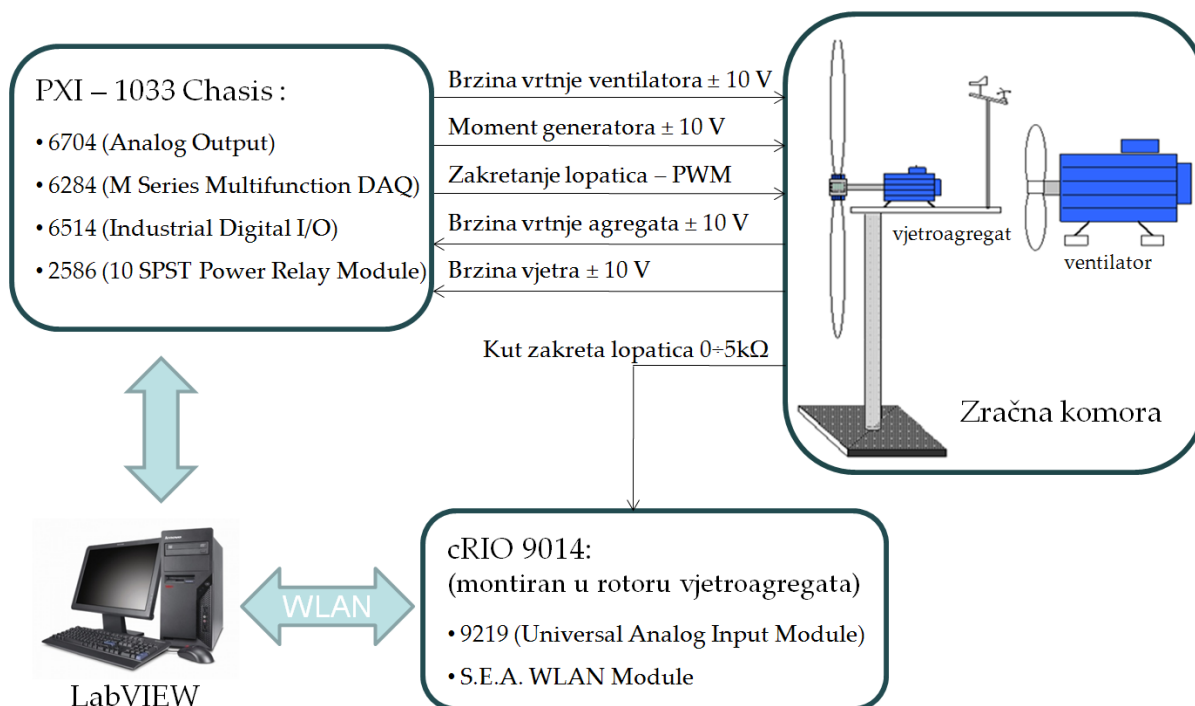 PXI – 1033 Chasis :
• 6704 (Analog Output)
• 6284 (M Series Multifunction DAQ)
• 6514 (Industrial Digital I/O)
• 2586 (10 SPST Power Relay Module)
Brzina vrtnje ventilatora ± 10 V
Moment generatora ± 10 V
Zakretanje lopatica – PWM
Brzina vrtnje agregata ± 10 V
Brzina vjetra ± 10 V
Kut zakreta lopatica 0÷5kΩ
vjetroagregat
ventilator
Zračna komora
cRIO 9014:
(montiran u rotoru vjetroagregata)
• 9219 (Universal Analog Input Module)
• S.E.A. WLAN Module
WLAN
LabVIEW